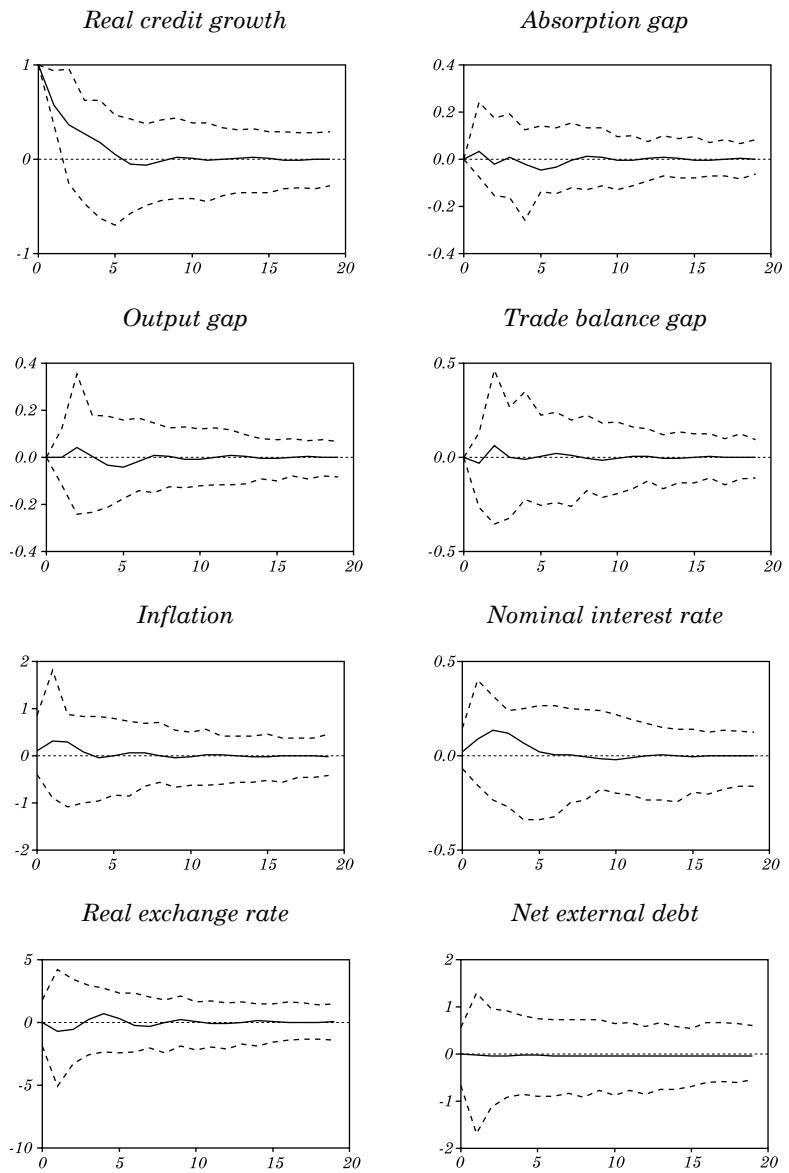 Real credit growth
1
0
-1
0 5 10 15 20
Absorption gap
0.4
0.2
0.0
-0.2
-0.4
0 5 10 15 20
Output gap
0.4
0.2
0.0
-0.2
-0.4
0 5 10 15 20
Trade balance gap
0.5
0.0
-0.5
0 5 10 15 20
Inflation
2
1
0
-1
-2
0 5 10 15 20
Nominal interest rate
0.5
0.0
-0.5
0 5 10 15 20
Real exchange rate
5
0
-5
-10
0 5 10 15 20
Net external debt
2
1
0
-1
-2
0 5 10 15 20